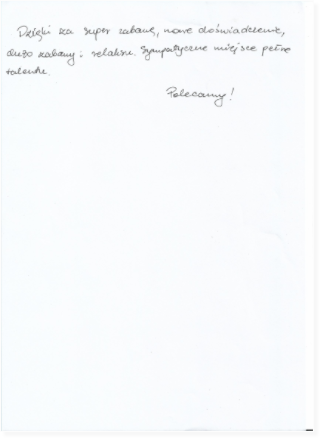 Dzięki za super zabawę, nowe doświadczenie,
dużo zabawy i relaksu. Sympatyczne miejsce pełne
talentu.
Polecamy!